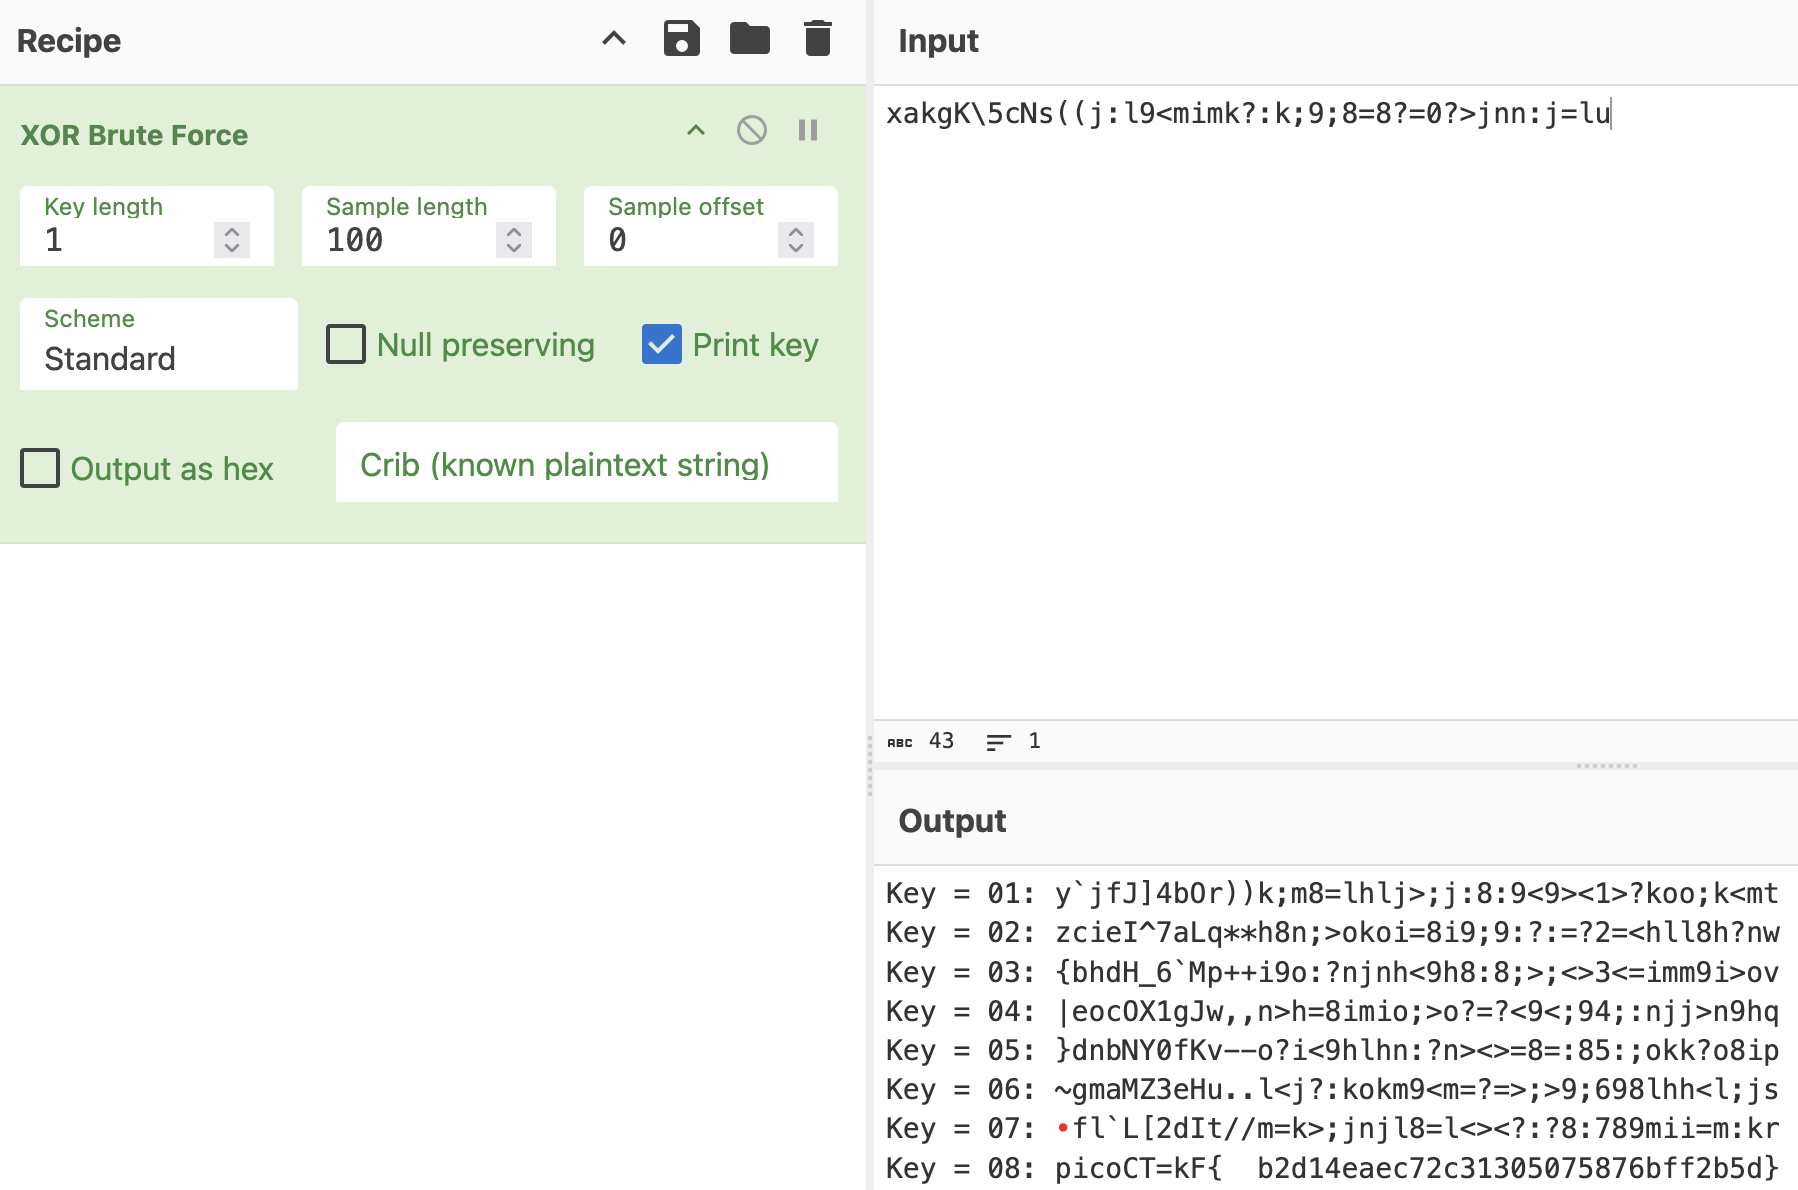 Recipe
XOR Brute Force
Key length
1
Sample length
100
Sample offset
0
Scheme
Standard
Null preserving
Print key
Output as hex
Crib (known plaintext string)
Input
xakgK\5cNs((j:l9<mimk?:k;9;8=8?=0?>jnn:j=lu
ABC 43 1
Output
Key = 01: y`jfJ]4bOr))k;m8=lhlj>;j:8:9<9><1>?koo;k<mt
Key = 02: zcieI^7aLq**h8n;>okoi=8i9;9:?:=?2=<hll8h?nw
Key = 03: {bhdH_6`Mp++i9o:?njnh<9h8:8;>;<>3<=imm9i>ov
Key = 04: |eocOX1gJw,,n>h=8imio;>o?=?<9<;94;:njj>n9hq
Key = 05: }dnbNY0fKv--o?i<9hlhn:?n><>=8=:85:;okk?o8ip
Key = 06: ~gmaMZ3eHu..l<j?:kokm9<m=?=>;>9;698lhh<l;js
Key = 07: •fl`L[2dIt//m=k>;jnjl8=l<><?:?8:789mii=m:kr
Key = 08: picoCT=kF{  b2d14eaec72c31305075876bff2b5d}